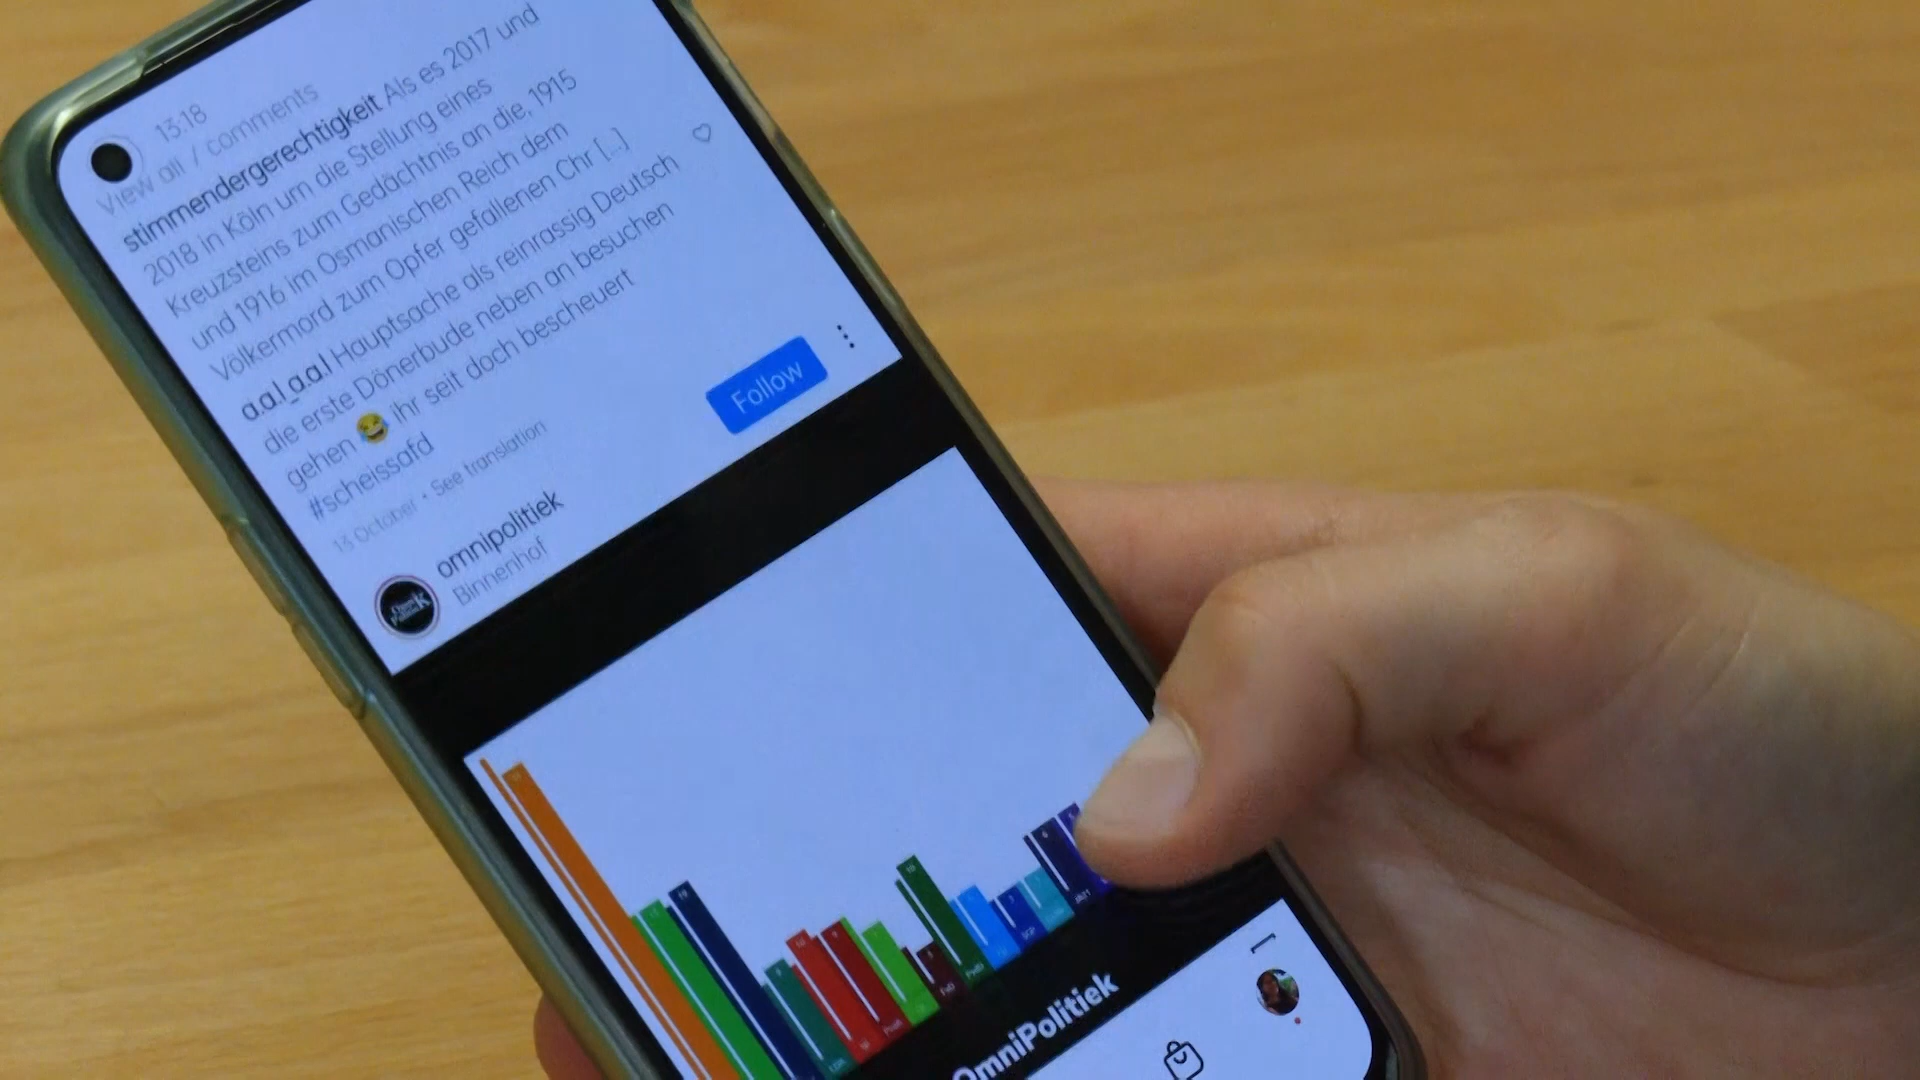 13:18
View all 7 comments
stimmendergerechtigkeit Als es 2017 und
2018 in Köln um die Stellung eines
Kreuzsteins zum Gedächtnis an die, 1915
und 1916 im Osmanischen Reich dem
Völkermord zum Opfer gefallenen Chr [...]
a.a.l_a.a.l Hauptsache als reinrassig Deutsch
die erste Dönerbude neben an besuchen
gehen 😂 ihr seit doch bescheuert
#scheissafd
13 October • See translation
omnipolitiek
Binnenhof
Follow
OmniPolitiek